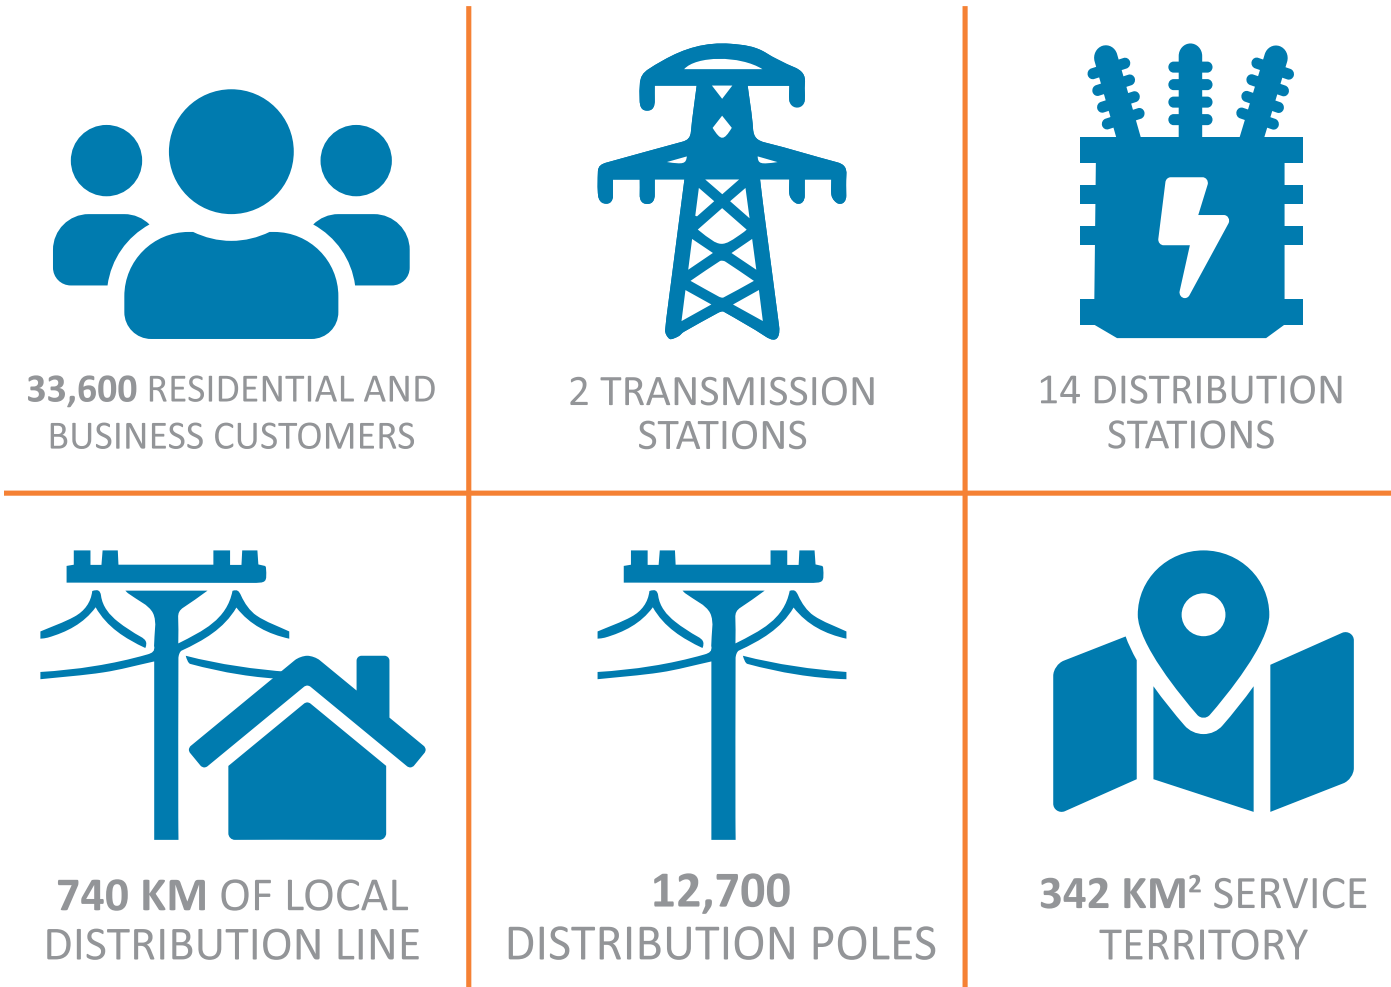 33,600 RESIDENTIAL AND
BUSINESS CUSTOMERS
2 TRANSMISSION
STATIONS
14 DISTRIBUTION
STATIONS
740 KM OF LOCAL
DISTRIBUTION LINE
12,700
DISTRIBUTION POLES
342 KM² SERVICE
TERRITORY